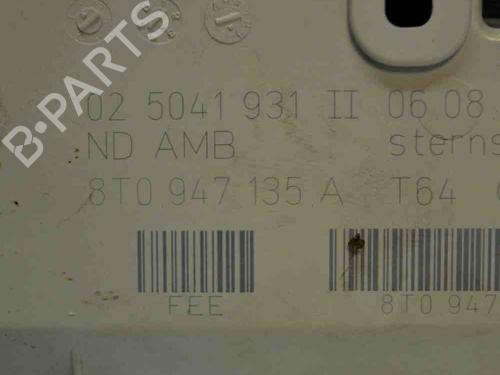 B-PARTS
02 5041 931 II 06.08
ND AMB sterns
8T0 947 135 A T64
FEE 8T0 947